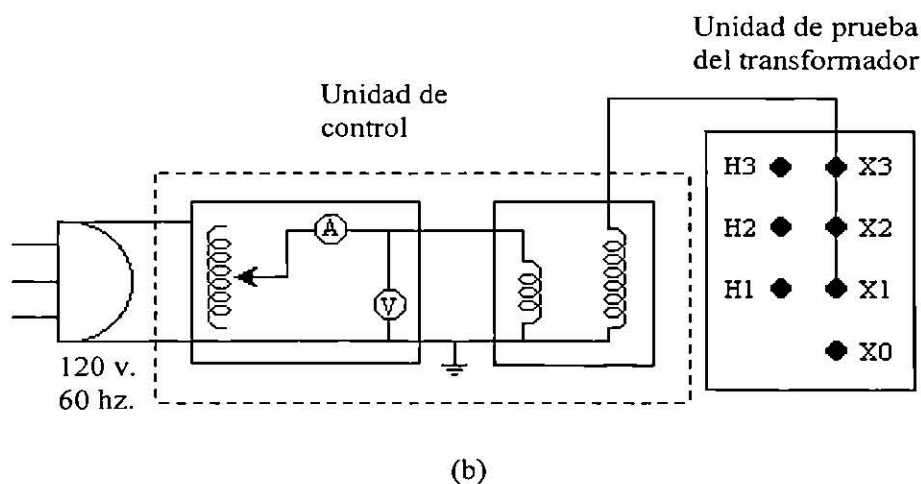 Unidad de prueba
del transformador
Unidad de
control
H3 X3
A
H2 X2
V
H1 X1
X0
120 v.
60 hz.
(b)